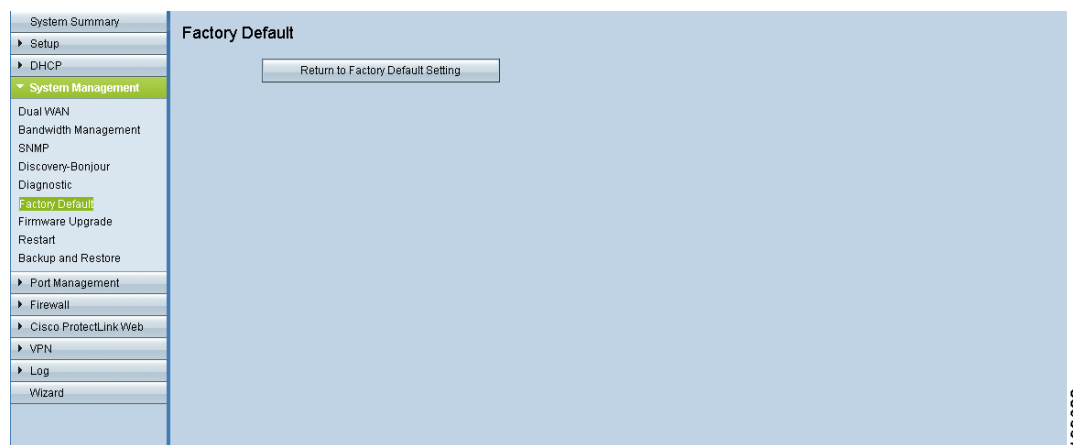 System Summary
Setup
DHCP
System Management
Dual WAN
Bandwidth Management
SNMP
Discovery-Bonjour
Diagnostic
Factory Default
Firmware Upgrade
Restart
Backup and Restore
Port Management
Firewall
Cisco ProtectLink Web
VPN
Log
Wizard
Factory Default
Return to Factory Default Setting